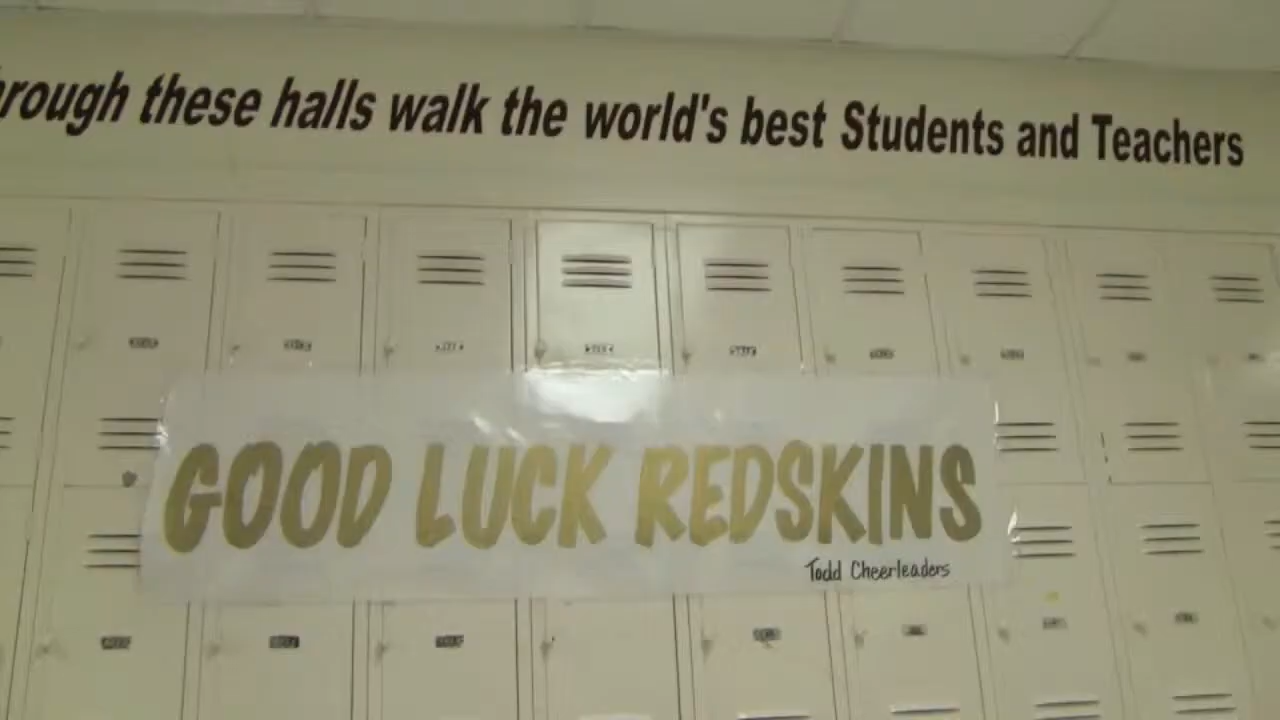 rough these halls walk the world's best Students and Teachers
GOOD LUCK REDSKINS
Todd Cheerleaders